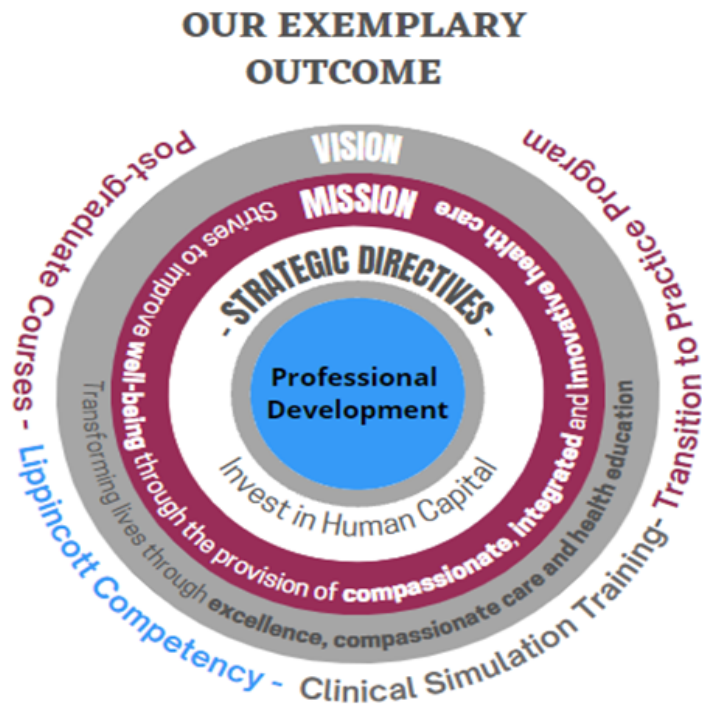 OUR EXEMPLARY
OUTCOME
Post-graduate Courses - Lippincott Competency - Clinical Simulation Training- Transition to Practice Program
VISION
Transforming lives through excellence, compassionate care and health education
MISSION
Strives to improve well-being through the provision of compassionate, integrated and innovative health care
- STRATEGIC DIRECTIVES -
Invest in Human Capital
Professional
Development